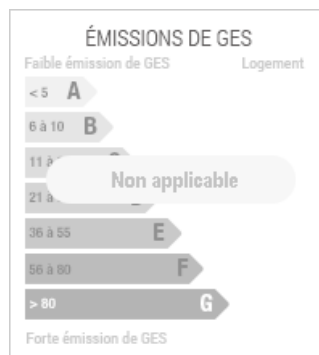 ÉMISSIONS DE GES
Faible émission de GES Logement
< 5 A
6 à 10 B
11 à
Non applicable
21 à
36 à 55 E
56 à 80 F
> 80 G
Forte émission de GES